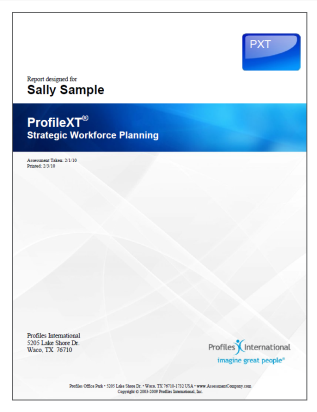 PXT
Report designed for
Sally Sample
ProfileXT®
Strategic Workforce Planning
Assessment Taken: 2/1/10
Printed: 2/3/10
Profiles International
5205 Lake Shore Dr.
Waco, TX 76710
Profiles International
imagine great people®
Profiles Office Park • 5205 Lake Shore Dr. • Waco, TX 76710-1732 USA • www.AssessmentCompany.com
Copyright © 2003-2009 Profiles International, Inc.